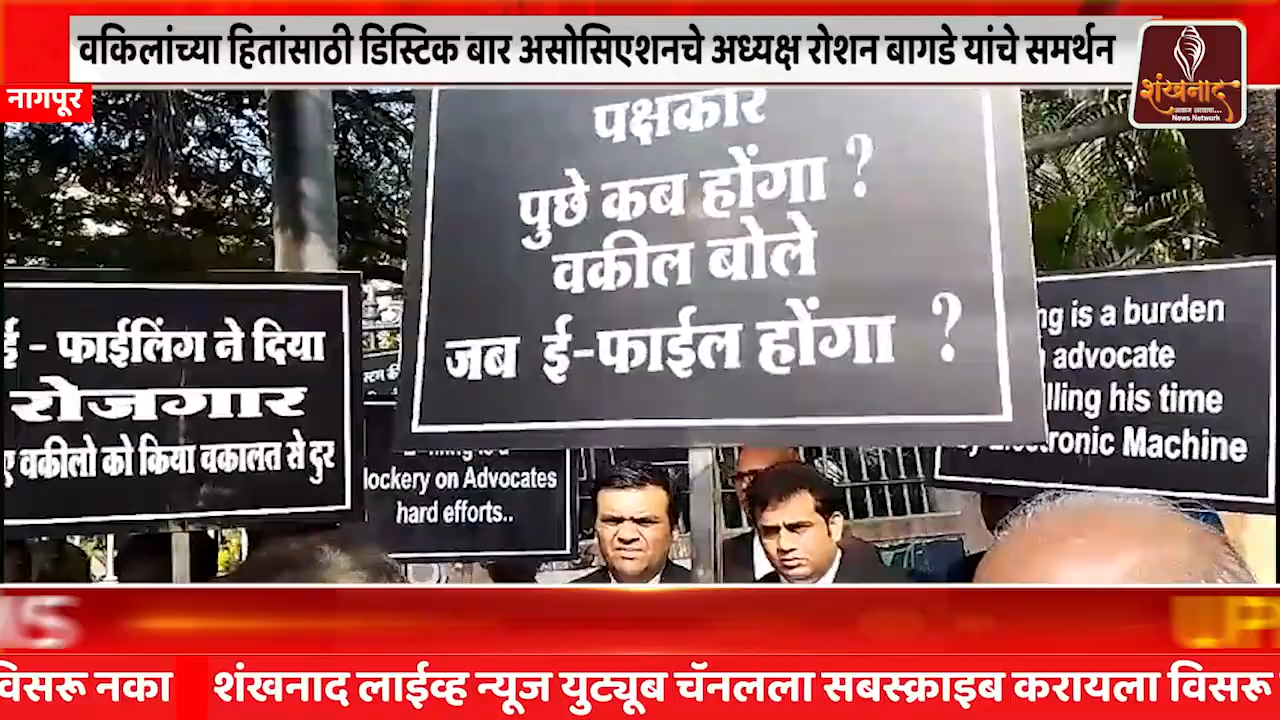 वकिलांच्या हितांसाठी डिस्टिक बार असोसिएशनचे अध्यक्ष रोशन बागडे यांचे समर्थन
शंखनाद
News Network
नागपूर
पक्षकार
पुछे कब होंगा ?
वकील बोले
जब ई-फाईल होंगा ?
ई - फाईलिंग ने दिया
रोजगार
वकीलो को किया वकालत से दुर
lockery on Advocates
hard efforts..
ng is a burden
advocate
lling his time
by Electronic Machine
विसरू नका
शंखनाद लाईव्ह न्यूज युट्यूब चॅनलला सबस्क्राइब करायला विसरू